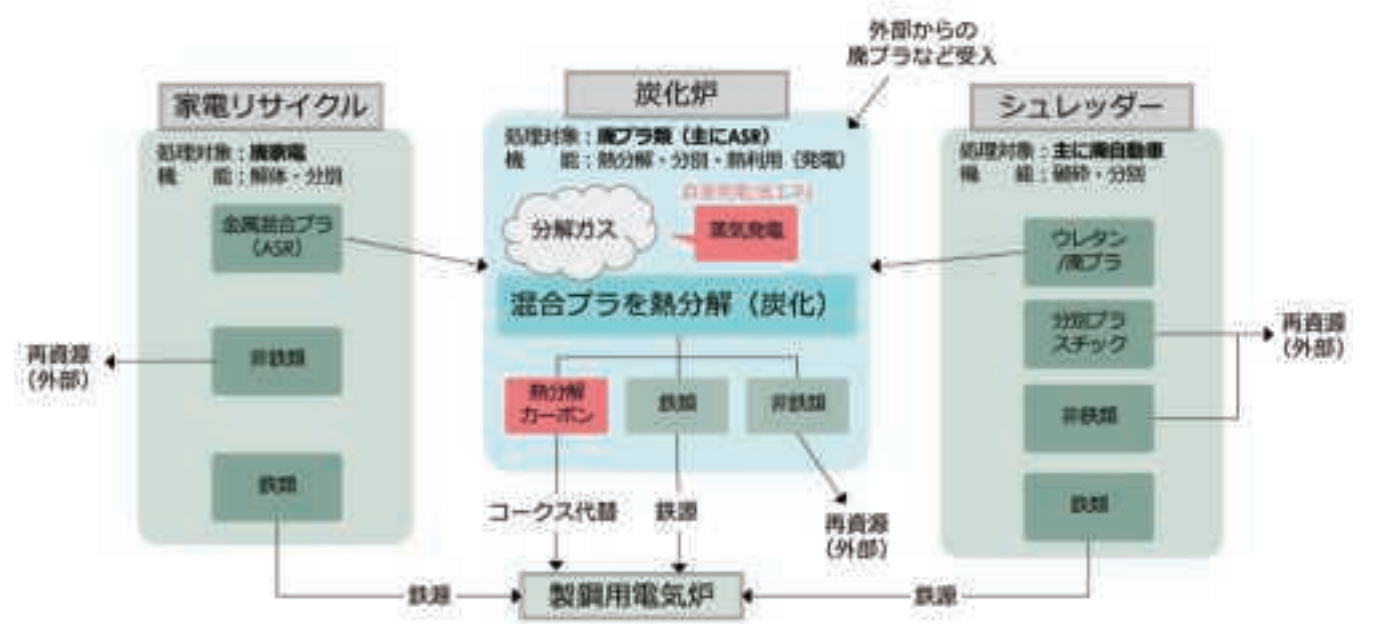 外部からの
廃プラなど受入
家電リサイクル
処理対象：廃家電
機　能：解体・分別
金属混合プラ
（ASR）
非鉄類
鉄類
再資源
（外部）
炭化炉
処理対象：廃プラ類（主にASR）
機　能：熱分解・分別・熱利用（発電）
分解ガス
蒸気発電
混合プラを熱分解（炭化）
熱分解
カーボン
鉄類
非鉄類
コークス代替
鉄源
再資源
（外部）
シュレッダー
処理対象：主に廃自動車
機　能：破砕・分別
ウレタン
/廃プラ
分別プラ
スチック
非鉄類
鉄類
再資源
（外部）
鉄源
製鋼用電気炉
鉄源